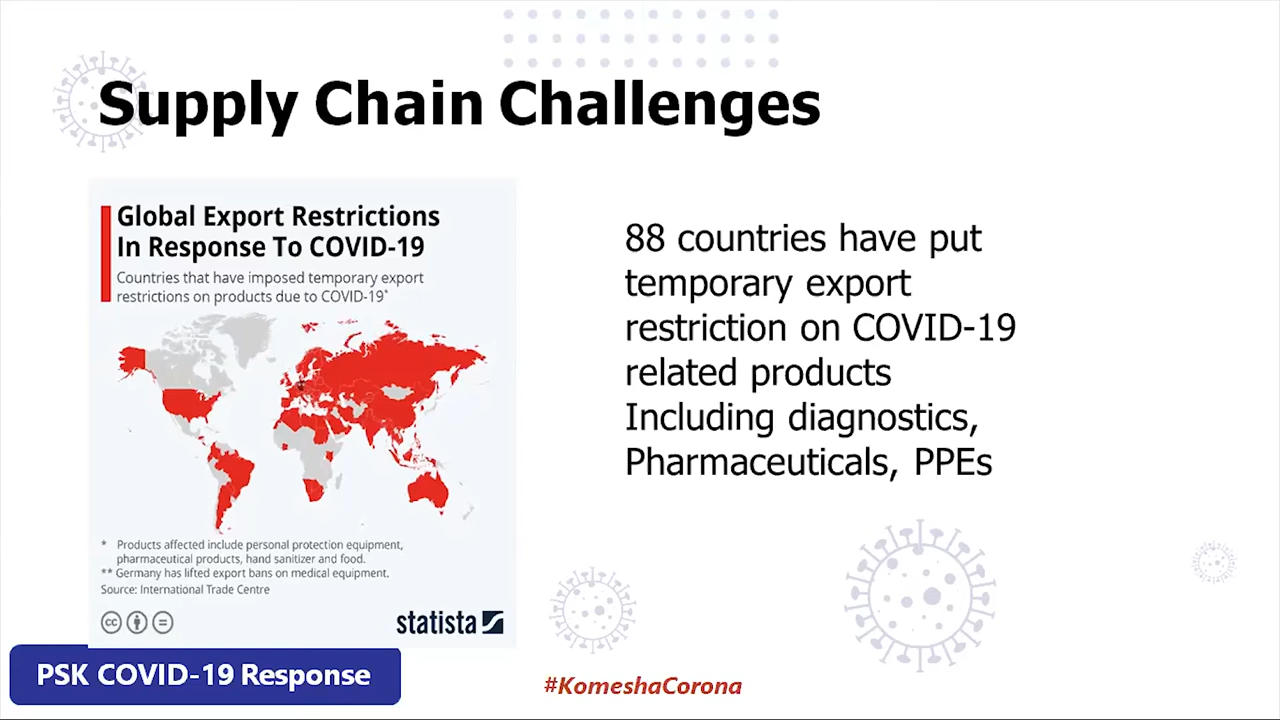 Supply Chain Challenges
Global Export Restrictions
In Response To COVID-19
Countries that have imposed temporary export
restrictions on products due to COVID-19*
* Products affected include personal protection equipment,
pharmaceutical products, hand sanitizer and food.
** Germany has lifted export bans on medical equipment.
Source: International Trade Centre
cc
statista
88 countries have put
temporary export
restriction on COVID-19
related products
Including diagnostics,
Pharmaceuticals, PPEs
PSK COVID-19 Response
#KomeshaCorona